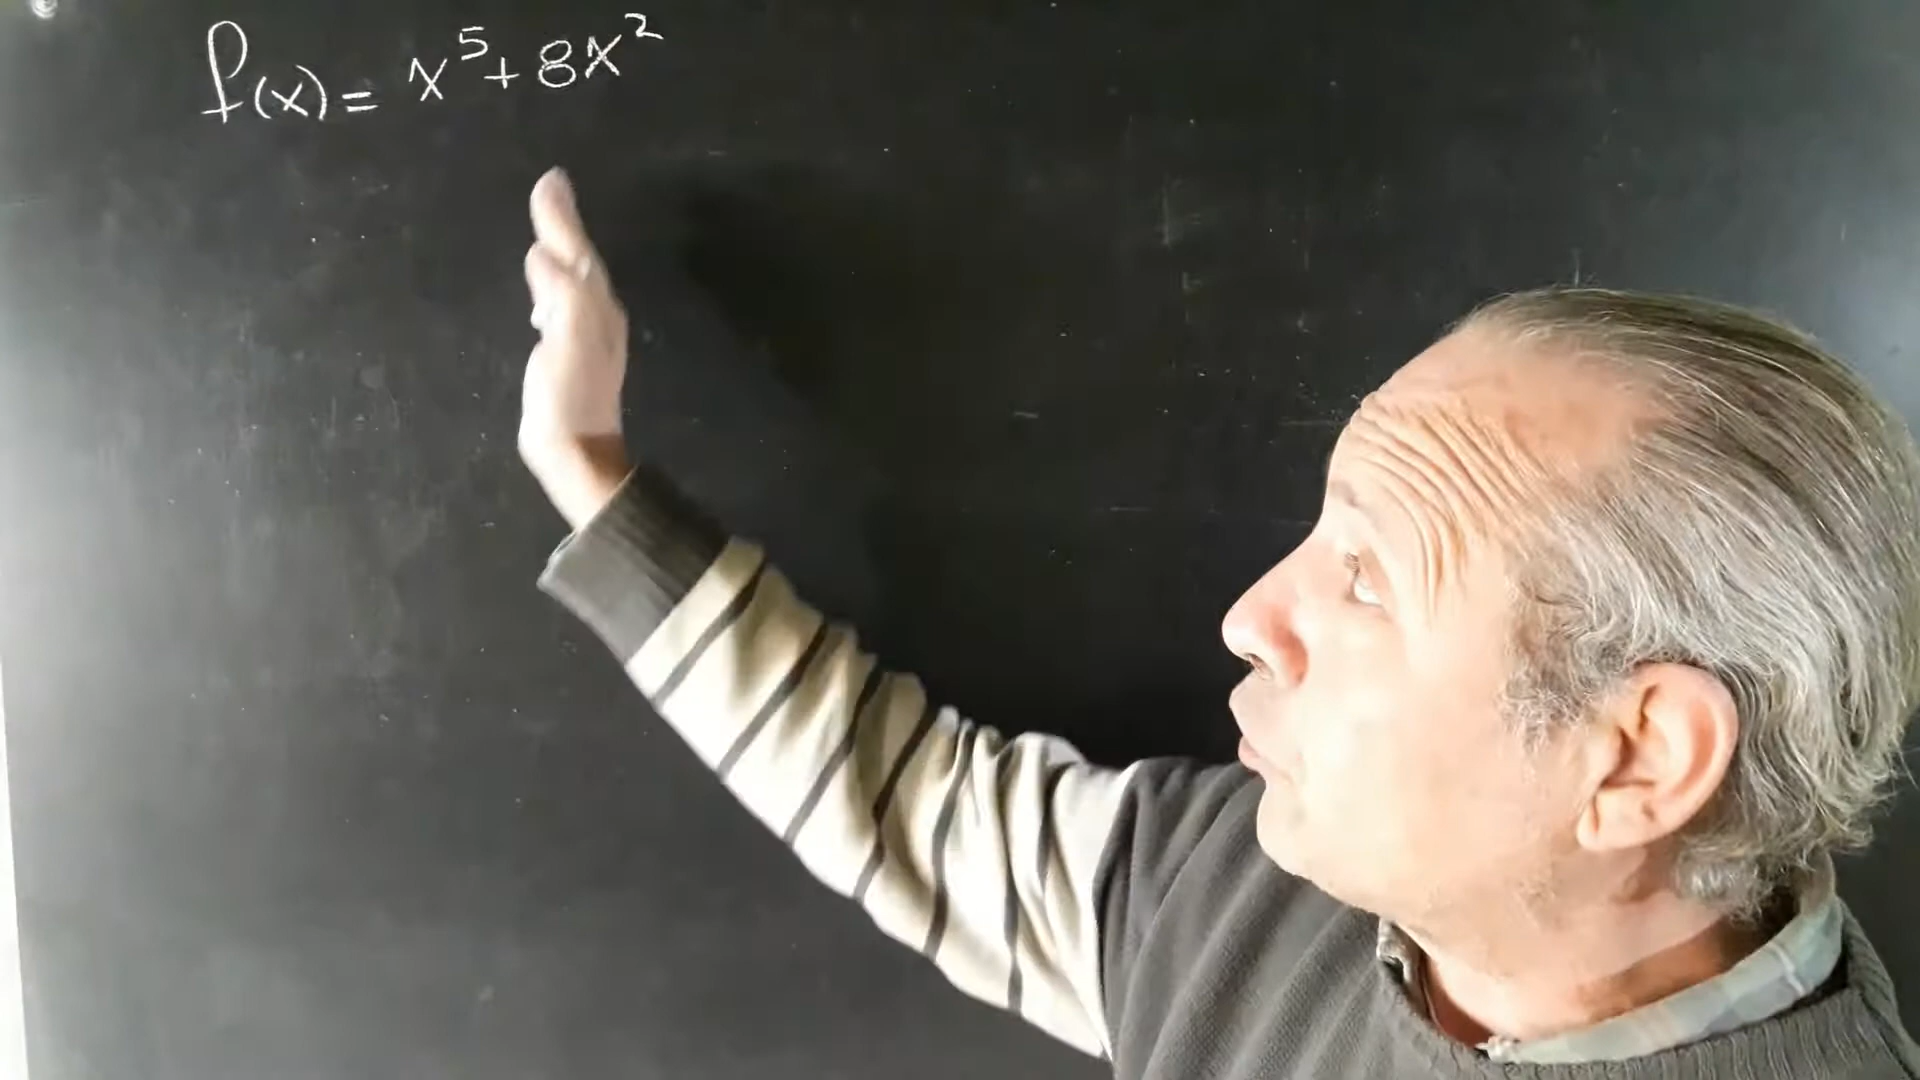 f(x) = x⁵ + 8x²